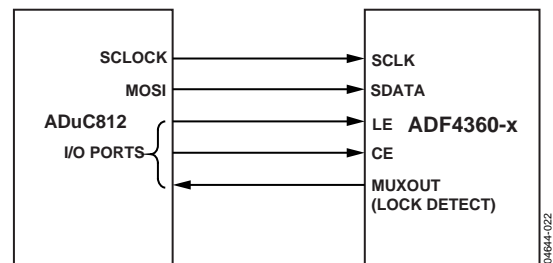 SCLOCK
MOSI
ADuC812
I/O PORTS
SCLK
SDATA
LE
ADF4360-x
CE
MUXOUT
(LOCK DETECT)
04644-022